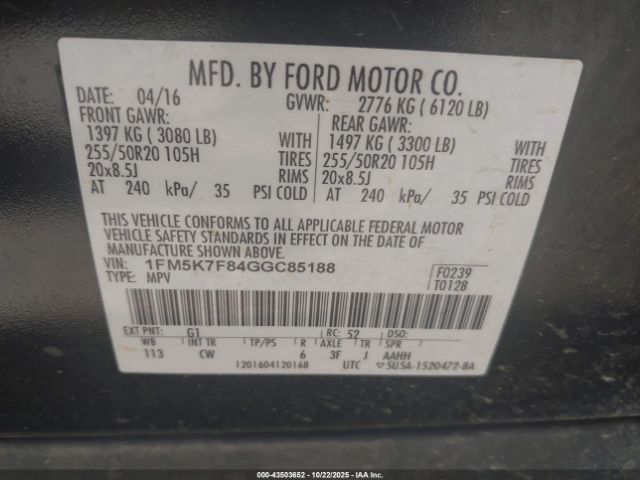 MFD. BY FORD MOTOR CO.
DATE: 04/16 GVWR: 2776 KG ( 6120 LB)
FRONT GAWR: REAR GAWR:
1397 KG ( 3080 LB) WITH 1497 KG ( 3300 LB) WITH
255/50R20 105H TIRES 255/50R20 105H TIRES
20x8.5J RIMS 20x8.5J RIMS
AT 240 kPa/ 35 PSI COLD AT 240 kPa/ 35 PSI COLD
THIS VEHICLE CONFORMS TO ALL APPLICABLE FEDERAL MOTOR
VEHICLE SAFETY STANDARDS IN EFFECT ON THE DATE OF
MANUFACTURE SHOWN ABOVE.
VIN: 1FM5K7F84GGC85188 F0239
TYPE: MPV T0128
EXT PNT: G1 RC: 52 DSO:
WB INT TR TP/PS R AXLE TR SPR
113 CW 6 3F J AAHH
1201604120168 UTC ▽5U5A-1520472-BA
000-43503652 | 10/22/2025 | IAAI.com